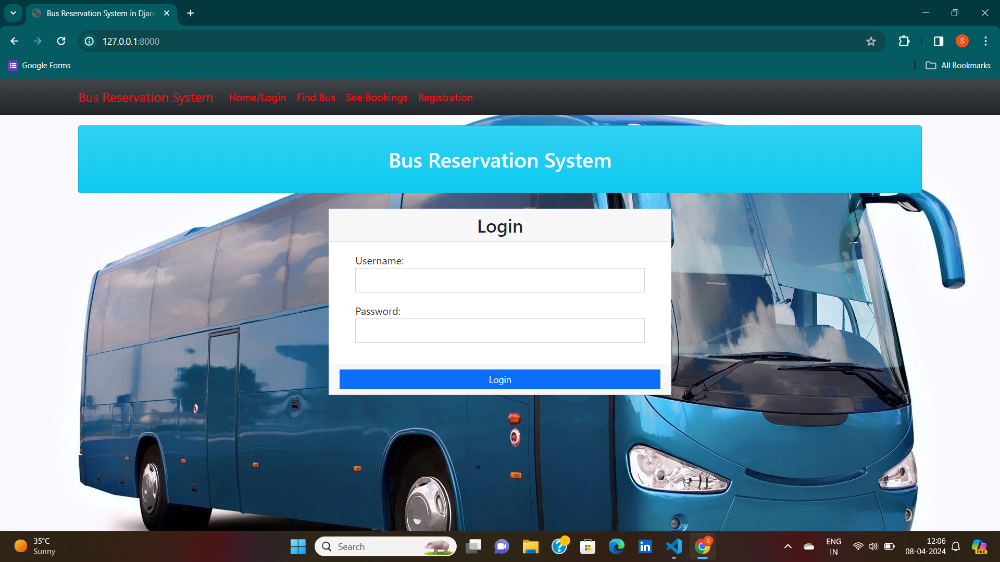 Bus Reservation System in Djan
127.0.0.1:8000
S
Google Forms
All Bookmarks
Bus Reservation System Home/Login Find Bus See Bookings Registration
Bus Reservation System
Login
Username:
Password:
Login
35°C
Sunny
Search
S
ENG
IN
12:06
08-04-2024
PRE